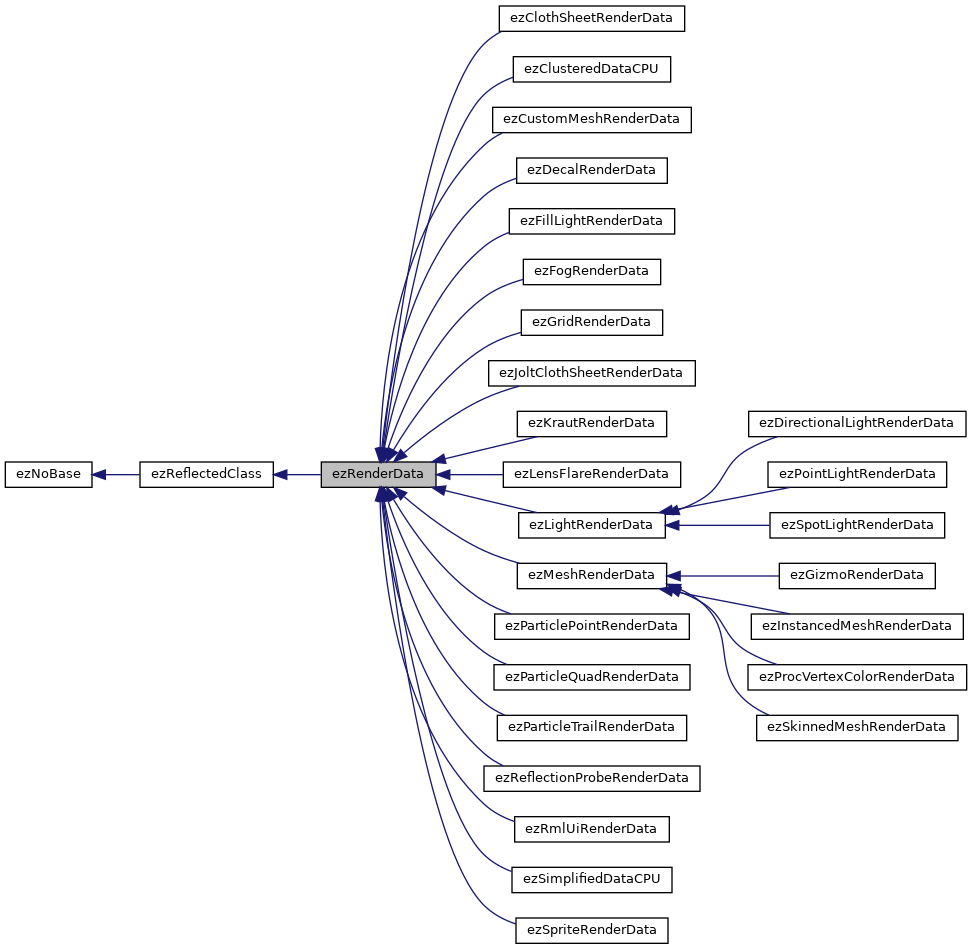 ezClothSheetRenderData
ezClusteredDataCPU
ezCustomMeshRenderData
ezDecalRenderData
ezFillLightRenderData
ezFogRenderData
ezGridRenderData
ezJoltClothSheetRenderData
ezKrautRenderData
ezDirectionalLightRenderData
ezNoBase
ezReflectedClass
ezRenderData
ezLensFlareRenderData
ezPointLightRenderData
ezLightRenderData
ezSpotLightRenderData
ezMeshRenderData
ezGizmoRenderData
ezParticlePointRenderData
ezInstancedMeshRenderData
ezParticleQuadRenderData
ezProcVertexColorRenderData
ezParticleTrailRenderData
ezSkinnedMeshRenderData
ezReflectionProbeRenderData
ezRmlUiRenderData
ezSimplifiedDataCPU
ezSpriteRenderData